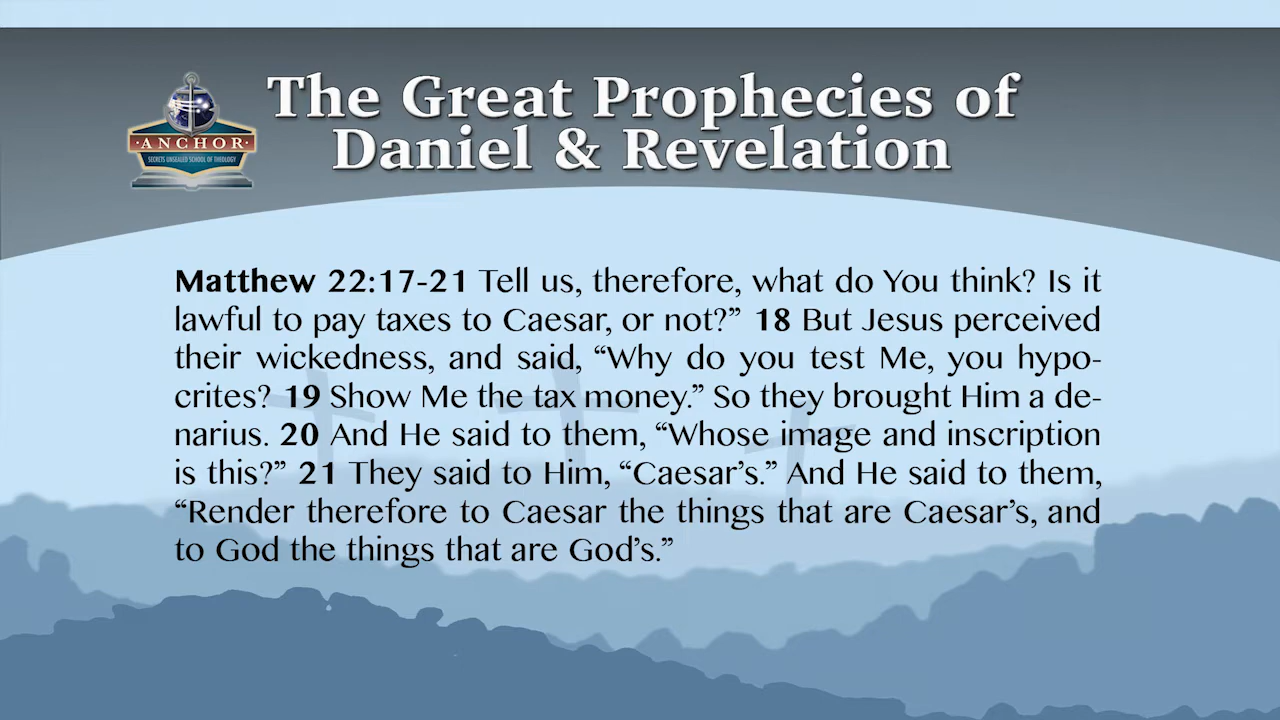 The Great Prophecies of
Daniel & Revelation
·ANCHOR·
SECRETS UNSEALED SCHOOL OF THEOLOGY
Matthew 22:17-21 Tell us, therefore, what do You think? Is it
lawful to pay taxes to Caesar, or not?” 18 But Jesus perceived
their wickedness, and said, “Why do you test Me, you hypo-
crites? 19 Show Me the tax money.” So they brought Him a de-
narius. 20 And He said to them, “Whose image and inscription
is this?” 21 They said to Him, “Caesar’s.” And He said to them,
“Render therefore to Caesar the things that are Caesar’s, and
to God the things that are God’s.”